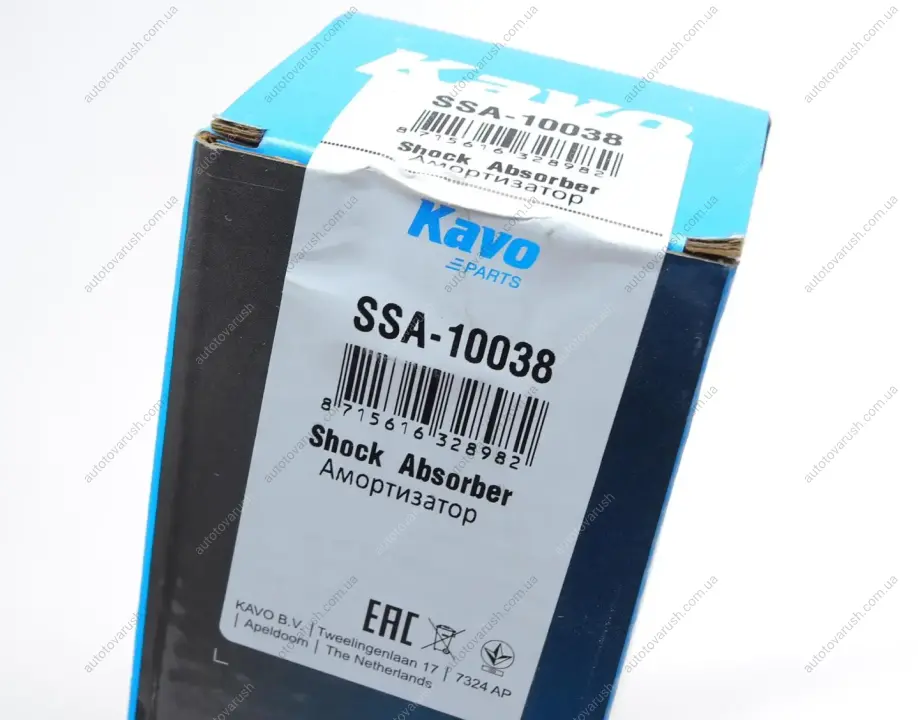 Kavo
SSA-10038
8 715616 328982
Shock Absorber
Амортизатор
Kavo
PARTS
SSA-10038
8 715616 328982
Shock Absorber
Амортизатор
EAC
KAVO B.V. | Tweelingenlaan 17 | 7324 AP
| Apeldoorn | The Netherlands
autotovarush.com.ua